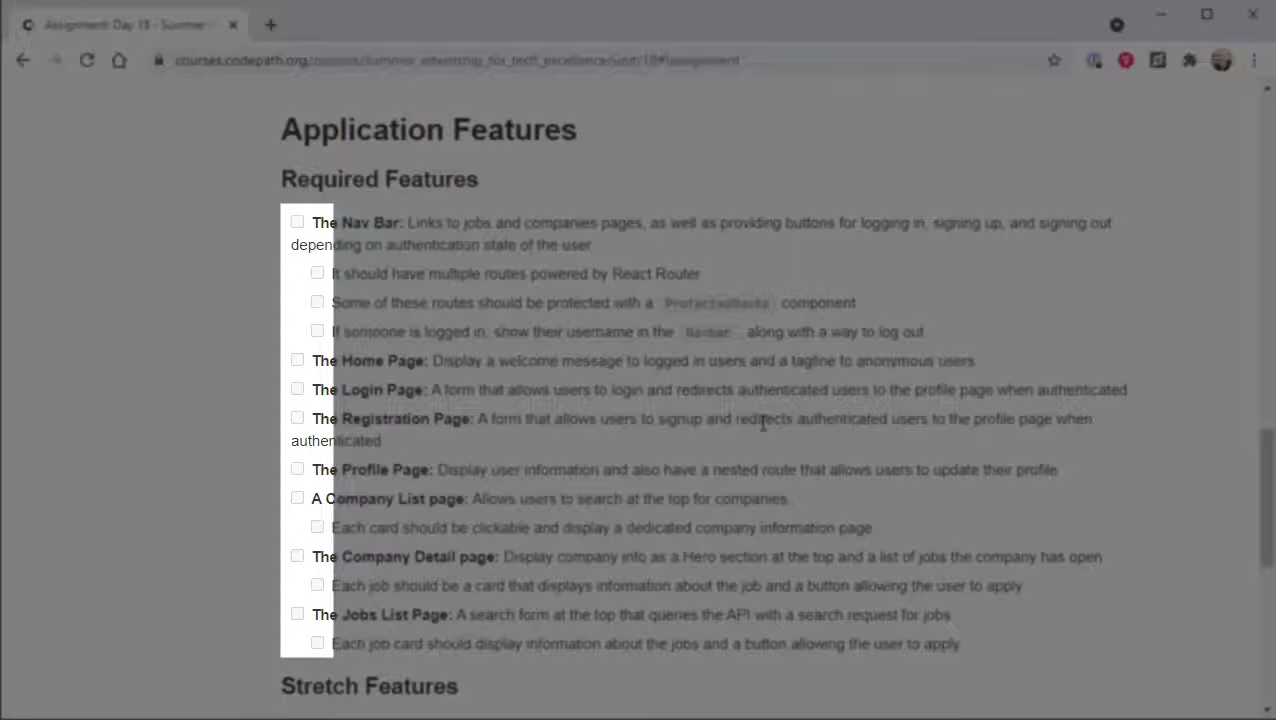 Assignment: Day 18 - Summer
courses.codepath.org/courses/summer_internship_for_tech_excellence/unit/18#!assignment
Application Features
Required Features
The Nav Bar: Links to jobs and companies pages, as well as providing buttons for logging in, signing up, and signing out
depending on authentication state of the user
It should have multiple routes powered by React Router
Some of these routes should be protected with a ProtectedRoute component
If someone is logged in, show their username in the Navbar along with a way to log out.
The Home Page: Display a welcome message to logged in users and a tagline to anonymous users
The Login Page: A form that allows users to login and redirects authenticated users to the profile page when authenticated
The Registration Page: A form that allows users to signup and redirects authenticated users to the profile page when
authenticated
The Profile Page: Display user information and also have a nested route that allows users to update their profile
A Company List page: Allows users to search at the top for companies.
Each card should be clickable and display a dedicated company information page.
The Company Detail page: Display company info as a Hero section at the top and a list of jobs the company has open
Each job should be a card that displays information about the job and a button allowing the user to apply
The Jobs List Page: A search form at the top that queries the API with a search request for jobs
Each job card should display information about the jobs and a button allowing the user to apply
Stretch Features